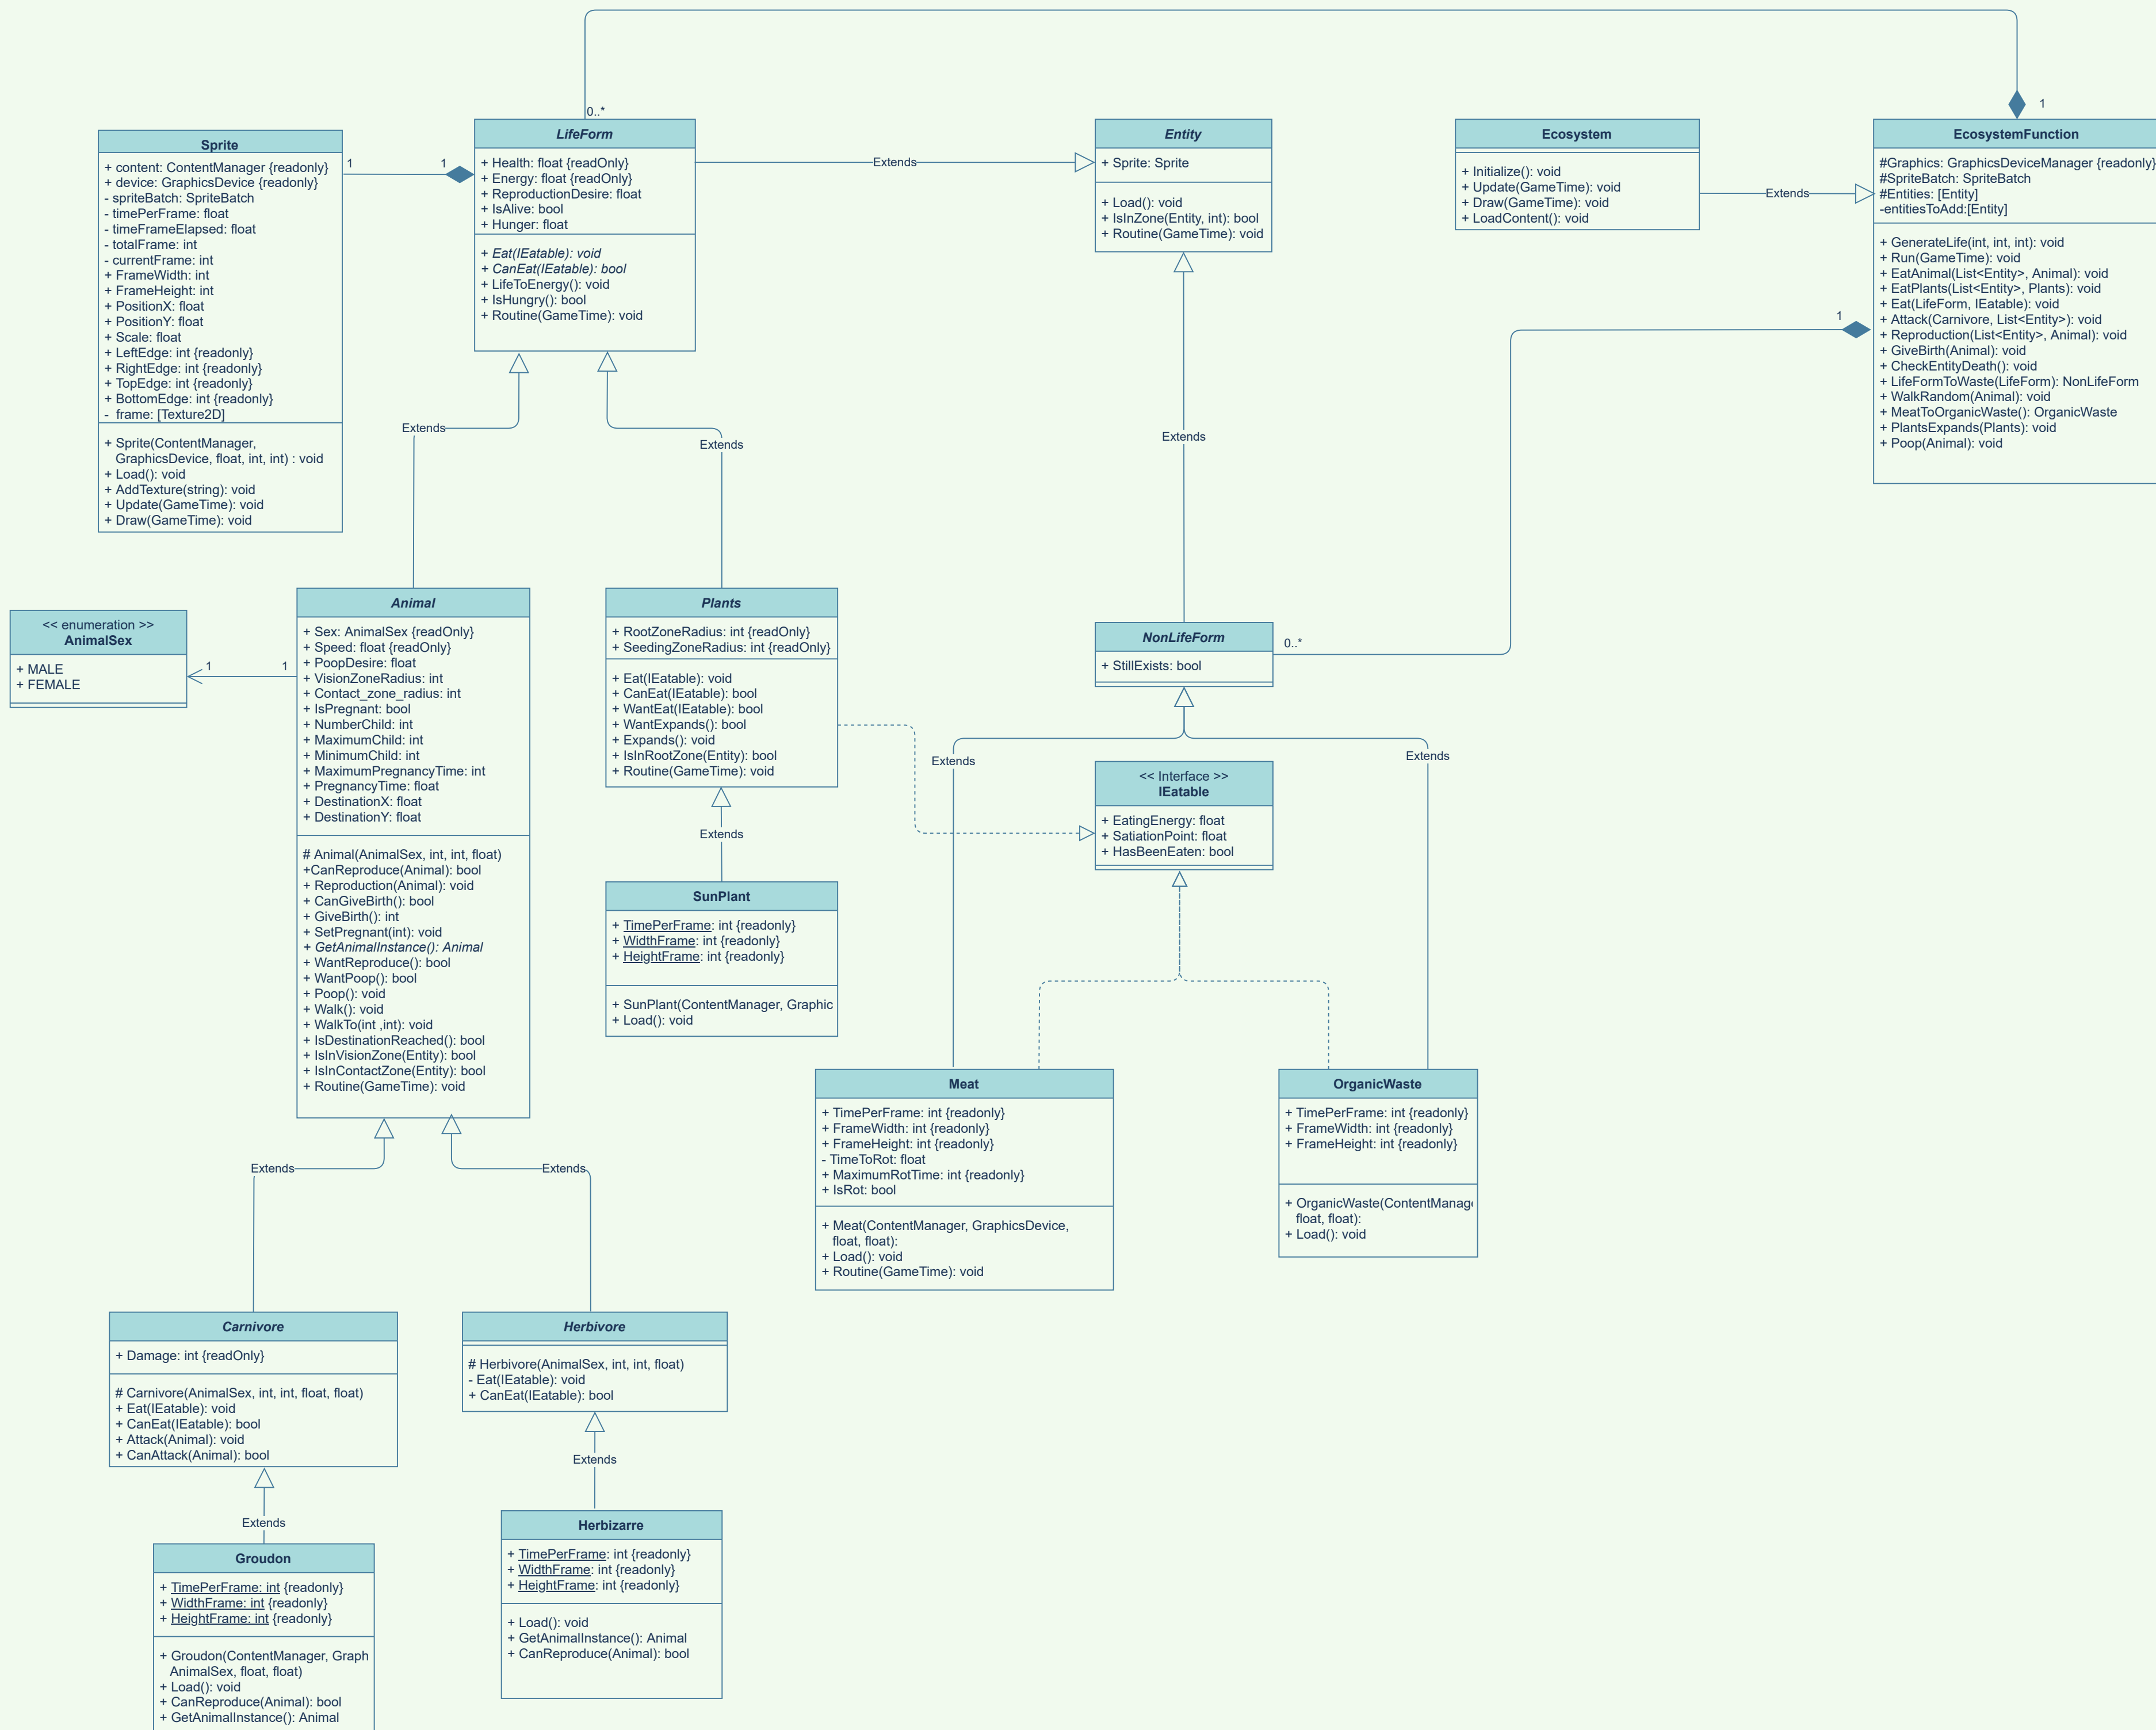 0..*
1
LifeForm
+ Health: float {readOnly}
+ Energy: float {readOnly}
+ ReproductionDesire: float
+ IsAlive: bool
+ Hunger: float
+ Eat(IEatable): void
+ CanEat(IEatable): bool
+ LifeToEnergy(): void
+ IsHungry(): bool
+ Routine(GameTime): void
Extends
Entity
+ Sprite: Sprite
+ Load(): void
+ IsInZone(Entity, int): bool
+ Routine(GameTime): void
Ecosystem
+ Initialize(): void
+ Update(GameTime): void
+ Draw(GameTime): void
+ LoadContent(): void
Extends
EcosystemFunction
#Graphics: GraphicsDeviceManager {readonly}
#SpriteBatch: SpriteBatch
#Entities: [Entity]
-entitiesToAdd:[Entity]
+ GenerateLife(int, int, int): void
+ Run(GameTime): void
+ EatAnimal(List<Entity>, Animal): void
+ EatPlants(List<Entity>, Plants): void
+ Eat(LifeForm, IEatable): void
+ Attack(Carnivore, List<Entity>): void
+ Reproduction(List<Entity>, Animal): void
+ GiveBirth(Animal): void
+ CheckEntityDeath(): void
+ LifeFormToWaste(LifeForm): NonLifeForm
+ WalkRandom(Animal): void
+ MeatToOrganicWaste(): OrganicWaste
+ PlantsExpands(Plants): void
+ Poop(Animal): void
1
Sprite
+ content: ContentManager {readonly}
+ device: GraphicsDevice {readonly}
- spriteBatch: SpriteBatch
- timePerFrame: float
- timeFrameElapsed: float
- totalFrame: int
- currentFrame: int
+ FrameWidth: int
+ FrameHeight: int
+ PositionX: float
+ PositionY: float
+ Scale: float
+ LeftEdge: int {readonly}
+ RightEdge: int {readonly}
+ TopEdge: int {readonly}
+ BottomEdge: int {readonly}
- frame: [Texture2D]
+ Sprite(ContentManager,
GraphicsDevice, float, int, int) : void
+ Load(): void
+ AddTexture(string): void
+ Update(GameTime): void
+ Draw(GameTime): void
1
1
Extends
Extends
Extends
<< enumeration >>
AnimalSex
+ MALE
+ FEMALE
1
1
Animal
+ Sex: AnimalSex {readOnly}
+ Speed: float {readOnly}
+ PoopDesire: float
+ VisionZoneRadius: int
+ Contact_zone_radius: int
+ IsPregnant: bool
+ NumberChild: int
+ MaximumChild: int
+ MinimumChild: int
+ MaximumPregnancyTime: int
+ PregnancyTime: float
+ DestinationX: float
+ DestinationY: float
# Animal(AnimalSex, int, int, float)
+CanReproduce(Animal): bool
+ Reproduction(Animal): void
+ CanGiveBirth(): bool
+ GiveBirth(): int
+ SetPregnant(int): void
+ GetAnimalInstance(): Animal
+ WantReproduce(): bool
+ WantPoop(): bool
+ Poop(): void
+ Walk(): void
+ WalkTo(int ,int): void
+ IsDestinationReached(): bool
+ IsInVisionZone(Entity): bool
+ IsInContactZone(Entity): bool
+ Routine(GameTime): void
Plants
+ RootZoneRadius: int {readOnly}
+ SeedingZoneRadius: int {readOnly}
+ Eat(IEatable): void
+ CanEat(IEatable): bool
+ WantEat(IEatable): bool
+ WantExpands(): bool
+ Expands(): void
+ IsInRootZone(Entity): bool
+ Routine(GameTime): void
Extends
SunPlant
+ TimePerFrame: int {readonly}
+ WidthFrame: int {readonly}
+ HeightFrame: int {readonly}
+ SunPlant(ContentManager, Graphic
+ Load(): void
NonLifeForm
+ StillExists: bool
0..*
Extends
Extends
<< Interface >>
IEatable
+ EatingEnergy: float
+ SatiationPoint: float
+ HasBeenEaten: bool
Meat
+ TimePerFrame: int {readonly}
+ FrameWidth: int {readonly}
+ FrameHeight: int {readonly}
- TimeToRot: float
+ MaximumRotTime: int {readonly}
+ IsRot: bool
+ Meat(ContentManager, GraphicsDevice,
float, float):
+ Load(): void
+ Routine(GameTime): void
OrganicWaste
+ TimePerFrame: int {readonly}
+ FrameWidth: int {readonly}
+ FrameHeight: int {readonly}
+ OrganicWaste(ContentManage
float, float):
+ Load(): void
Extends
Extends
Carnivore
+ Damage: int {readOnly}
# Carnivore(AnimalSex, int, int, float, float)
+ Eat(IEatable): void
+ CanEat(IEatable): bool
+ Attack(Animal): void
+ CanAttack(Animal): bool
Herbivore
# Herbivore(AnimalSex, int, int, float)
- Eat(IEatable): void
+ CanEat(IEatable): bool
Extends
Herbizarre
+ TimePerFrame: int {readonly}
+ WidthFrame: int {readonly}
+ HeightFrame: int {readonly}
+ Load(): void
+ GetAnimalInstance(): Animal
+ CanReproduce(Animal): bool
Extends
Groudon
+ TimePerFrame: int {readonly}
+ WidthFrame: int {readonly}
+ HeightFrame: int {readonly}
+ Groudon(ContentManager, Graph
AnimalSex, float, float)
+ Load(): void
+ CanReproduce(Animal): bool
+ GetAnimalInstance(): Animal